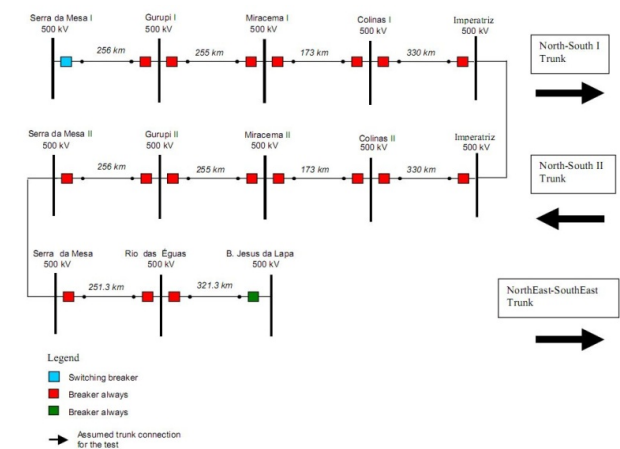 Serra da Mesa I
500 kV
Gurupi I
500 kV
Miracema I
500 kV
Colinas I
500 kV
Imperatriz
500 kV
256 km
255 km
173 km
330 km
North-South I
Trunk
Serra da Mesa II
500 kV
Gurupi II
500 kV
Miracema II
500 kV
Colinas II
500 kV
Imperatriz
500 kV
256 km
255 km
173 km
330 km
North-South II
Trunk
Serra da Mesa
500 kV
Rio das Éguas
500 kV
B. Jesus da Lapa
500 kV
251.3 km
321.3 km
NorthEast-SouthEast
Trunk
Legend
Switching breaker
Breaker always
Breaker always
Assumed trunk connection
for the test